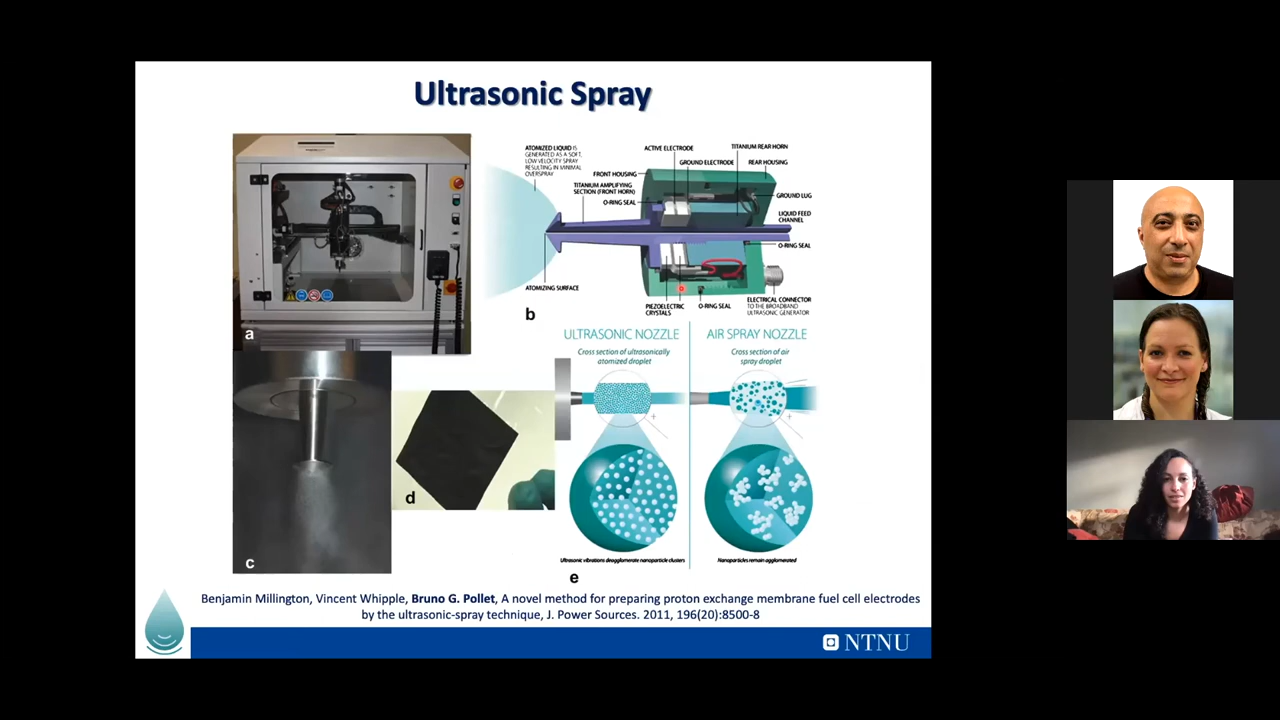 Ultrasonic Spray
a
ATOMIZED LIQUID IS
GENERATED AS A SOFT,
LOW VELOCITY SPRAY
RESULTING IN MINIMAL
OVERSPRAY
TITANIUM AMPLIFYING
SECTION (FRONT HORN)
FRONT HOUSING
O-RING SEAL
ACTIVE ELECTRODE
GROUND ELECTRODE
TITANIUM REAR HORN
REAR HOUSING
GROUND LUG
LIQUID FEED
CHANNEL
O-RING SEAL
ATOMIZING SURFACE
PIEZOELECTRIC
CRYSTALS
O-RING SEAL
ELECTRICAL CONNECTOR
TO THE BROADBAND
ULTRASONIC GENERATOR
b
c
d
ULTRASONIC NOZZLE
Cross section of ultrasonically
atomized droplet
Ultrasonic vibrations deagglomerate nanoparticle clusters
AIR SPRAY NOZZLE
Cross section of air
spray droplet
Nanoparticles remain agglomerated
e
Benjamin Millington, Vincent Whipple, Bruno G. Pollet, A novel method for preparing proton exchange membrane fuel cell electrodes
by the ultrasonic-spray technique, J. Power Sources. 2011, 196(20):8500-8
NTNU